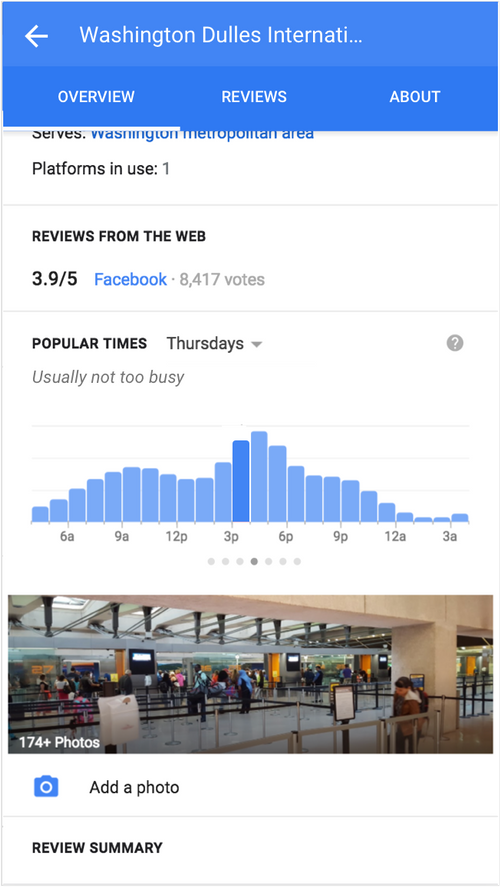 Washington Dulles Internati...
OVERVIEW REVIEWS ABOUT
Serves: Washington metropolitan area
Platforms in use: 1
REVIEWS FROM THE WEB
3.9/5 Facebook · 8,417 votes
POPULAR TIMES Thursdays
?
Usually not too busy
6a 9a 12p 3p 6p 9p 12a 3a
174+ Photos
Add a photo
REVIEW SUMMARY